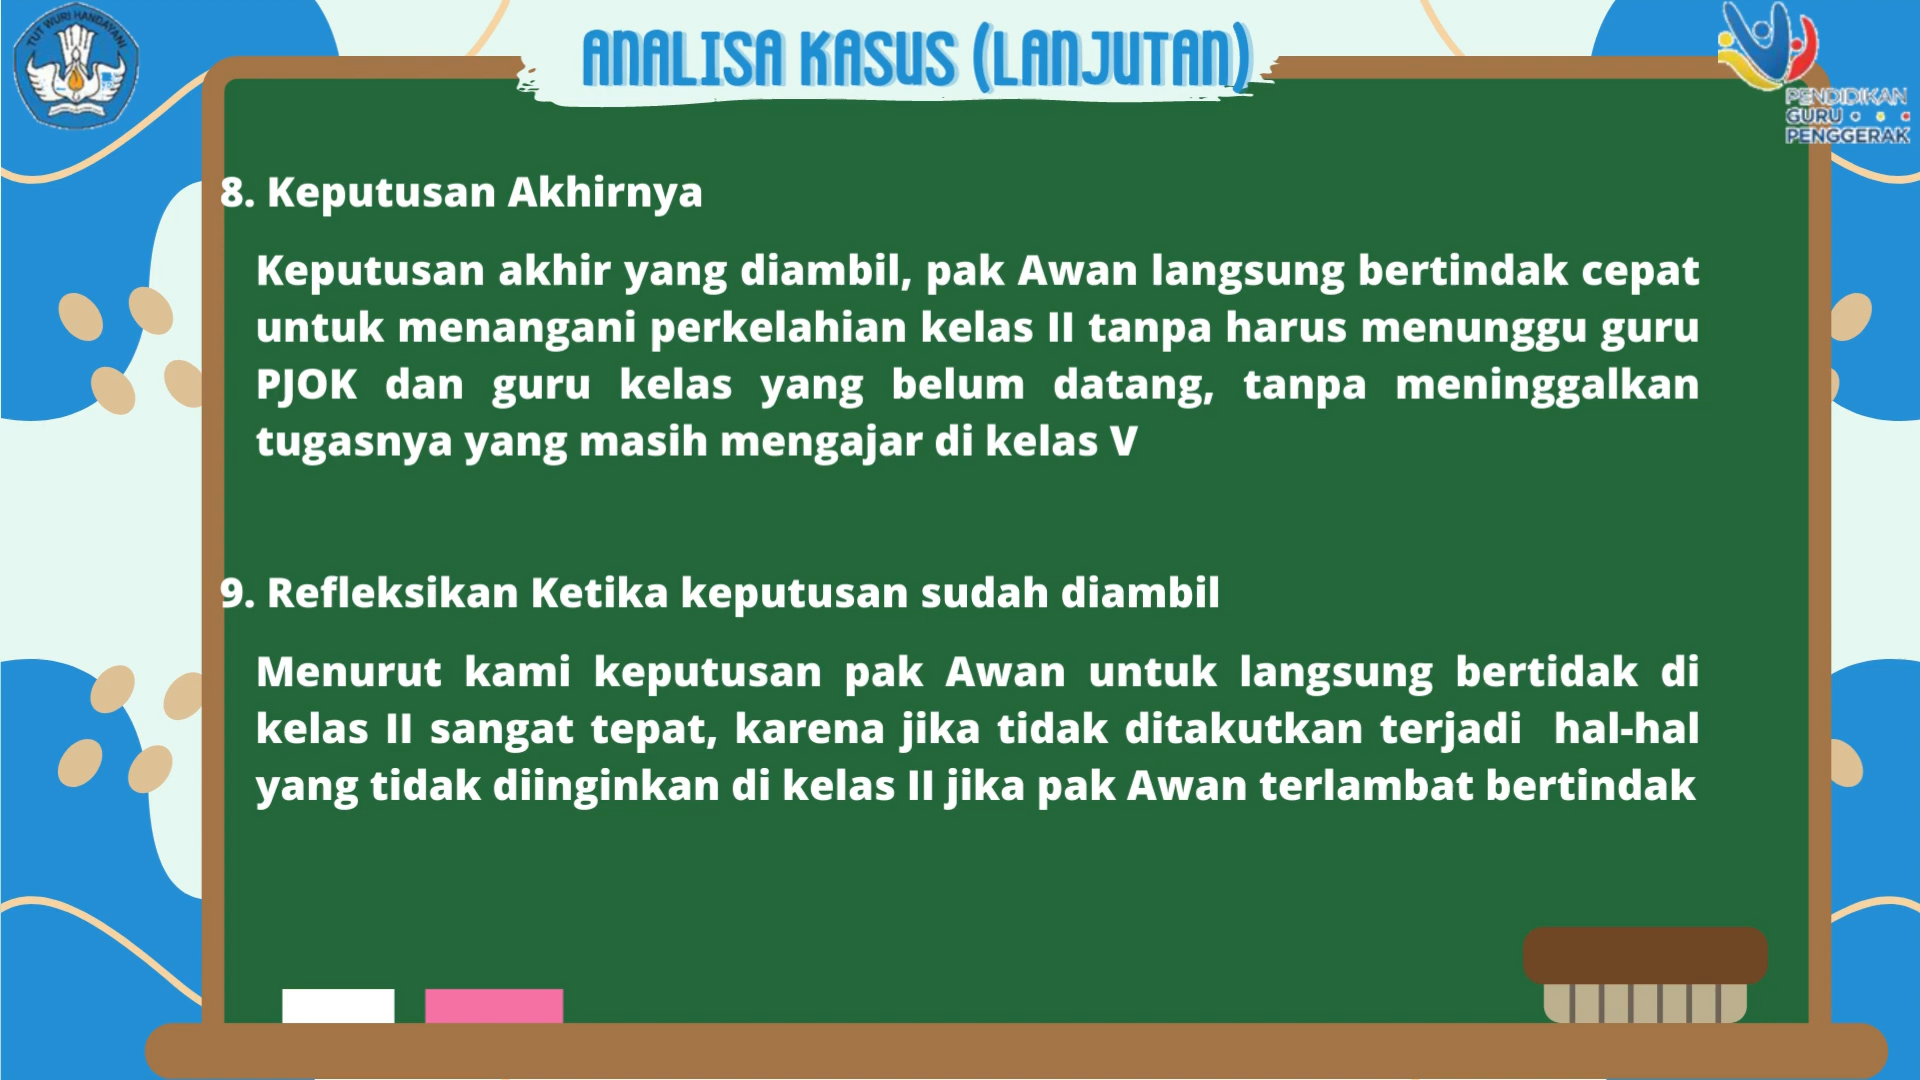 TUT WURI HANDAYANI
ANALISA KASUS (LANJUTAN)
PENDIDIKAN
GURU
PENGGERAK
8. Keputusan Akhirnya
Keputusan akhir yang diambil, pak Awan langsung bertindak cepat
untuk menangani perkelahian kelas II tanpa harus menunggu guru
PJOK dan guru kelas yang belum datang, tanpa meninggalkan
tugasnya yang masih mengajar di kelas V
9. Refleksikan Ketika keputusan sudah diambil
Menurut kami keputusan pak Awan untuk langsung bertidak di
kelas II sangat tepat, karena jika tidak ditakutkan terjadi hal-hal
yang tidak diinginkan di kelas II jika pak Awan terlambat bertindak